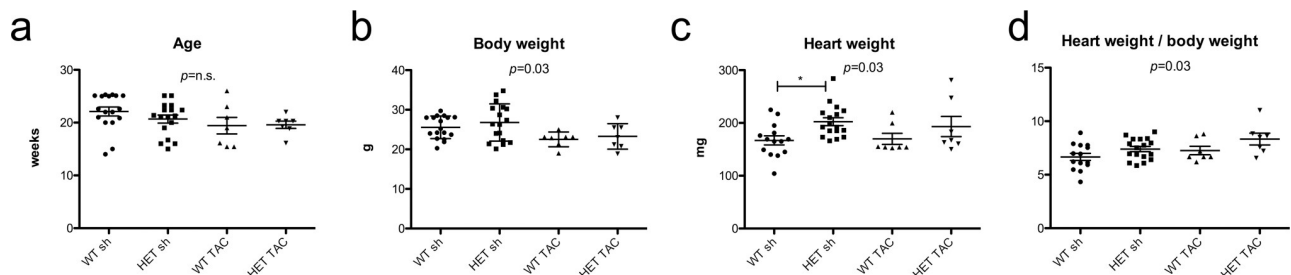 a
Age
p=n.s.
30
20
10
0
weeks
WT sh
HET sh
WT TAC
HET TAC
b
Body weight
p=0.03
40
30
20
10
0
g
WT sh
HET sh
WT TAC
HET TAC
c
Heart weight
p=0.03
*
300
200
100
0
mg
WT sh
HET sh
WT TAC
HET TAC
d
Heart weight / body weight
p=0.03
15
10
5
0
WT sh
HET sh
WT TAC
HET TAC